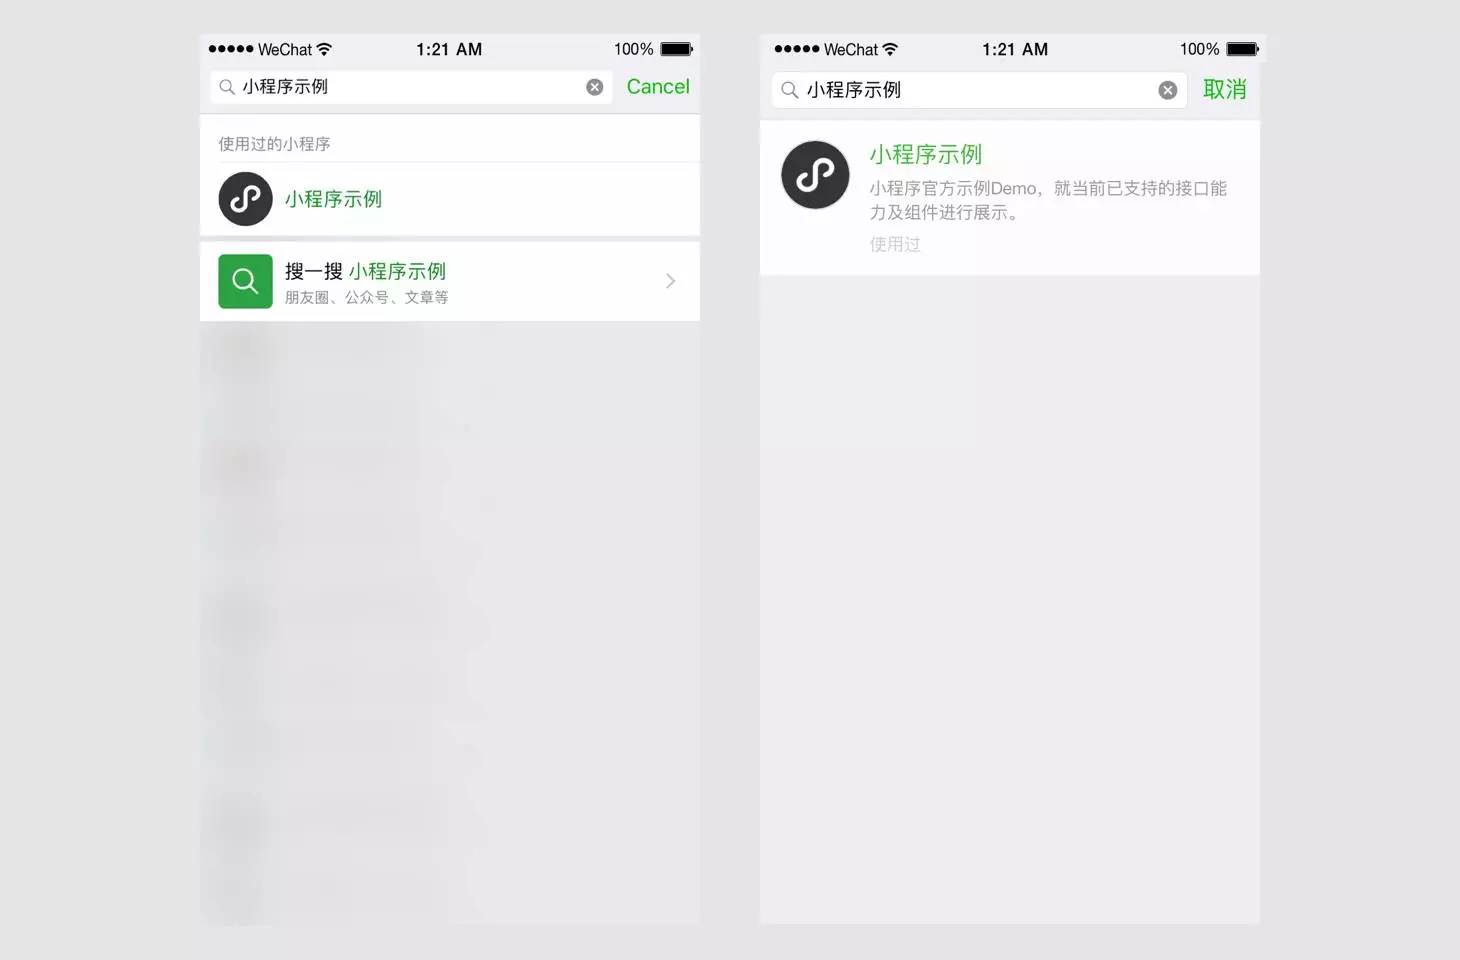 WeChat 1:21 AM 100%
小程序示例 Cancel
使用过的小程序
小程序示例
搜一搜 小程序示例
朋友圈、公众号、文章等
WeChat 1:21 AM 100%
小程序示例 取消
小程序示例
小程序官方示例Demo，就当前已支持的接口能
力及组件进行展示。
使用过